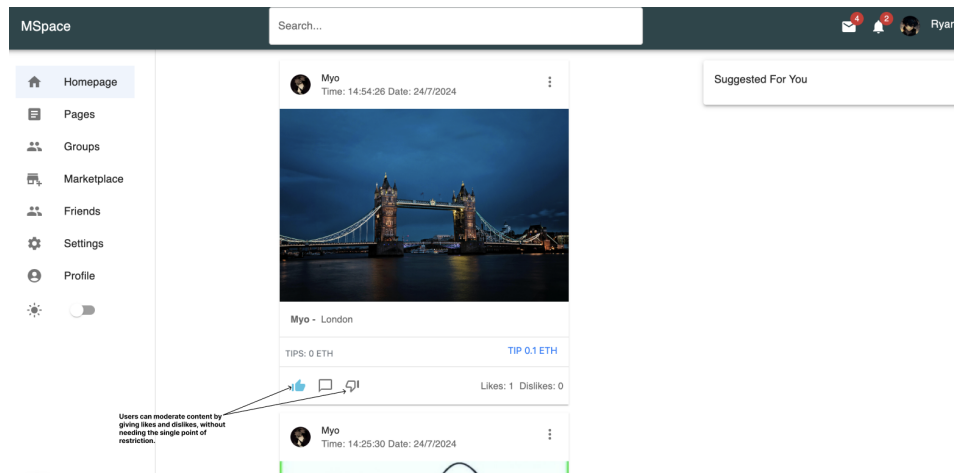 MSpace
Search...
4
2
Ryan
Homepage
Pages
Groups
Marketplace
Friends
Settings
Profile
Myo
Time: 14:54:26 Date: 24/7/2024
Myo - London
TIPS: 0 ETH
TIP 0.1 ETH
Likes: 1 Dislikes: 0
Users can moderate content by
giving likes and dislikes, without
needing the single point of
restriction.
Myo
Time: 14:25:30 Date: 24/7/2024
Suggested For You